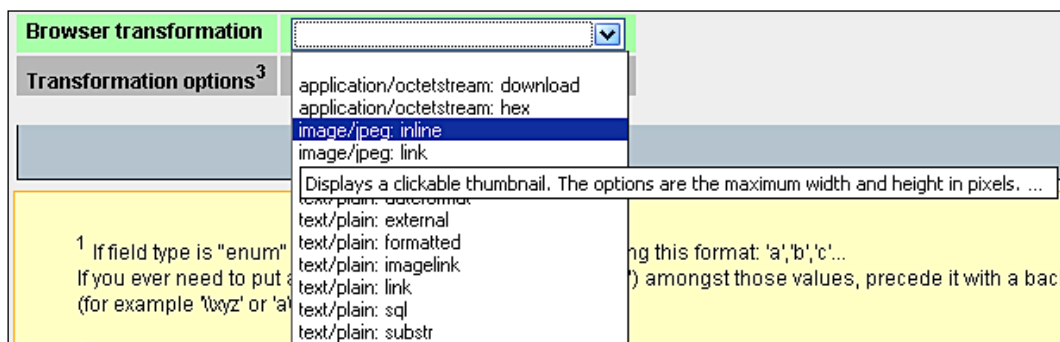 Browser transformation
Transformation options3
application/octetstream: download
application/octetstream: hex
image/jpeg: inline
image/jpeg: link
Displays a clickable thumbnail. The options are the maximum width and height in pixels. ...
text/plain: dateformat
text/plain: external
text/plain: formatted
text/plain: imagelink
text/plain: link
text/plain: sql
text/plain: substr
1 If field type is "enum" ng this format: 'a','b','c'...
If you ever need to put a ') amongst those values, precede it with a bac
(for example '\\xyz' or 'a\